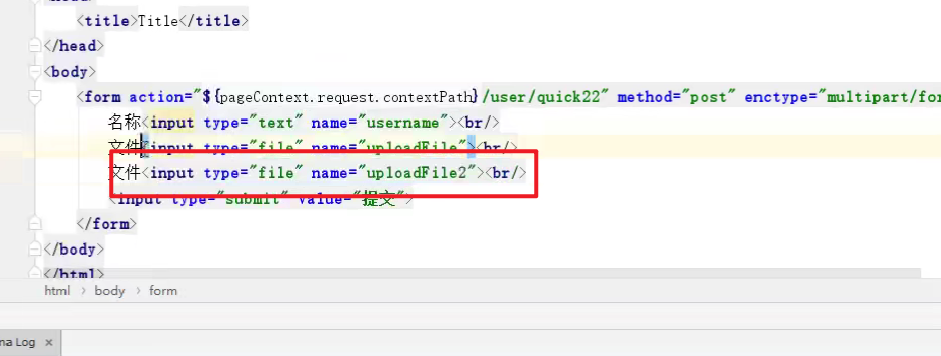 <title>Title</title>
</head>
<body>
<form action="${pageContext.request.contextPath}/user/quick22" method="post" enctype="multipart/for
名称<input type="text" name="username"><br/>
文件<input type="file" name="uploadFile"><br/>
文件<input type="file" name="uploadFile2"><br/>
<input type="submit" value="提交">
</form>
</body>
</html>
html › body › form
na Log ×